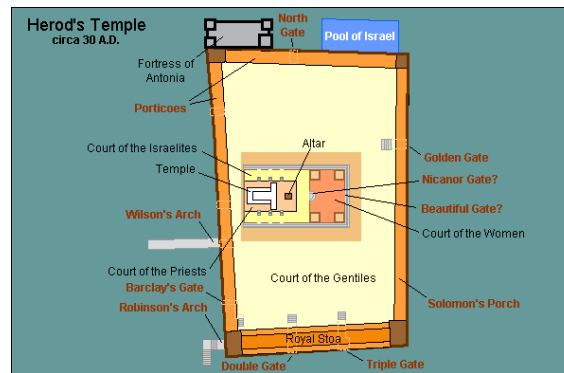 Herod's Temple
circa 30 A.D.
North
Gate
Pool of Israel
Fortress of
Antonia
Porticoes
Court of the Israelites
Altar
Temple
Golden Gate
Nicanor Gate?
Beautiful Gate?
Wilson's Arch
Court of the Women
Court of the Priests
Court of the Gentiles
Barclay's Gate
Robinson's Arch
Solomon's Porch
Royal Stoa
Double Gate
Triple Gate